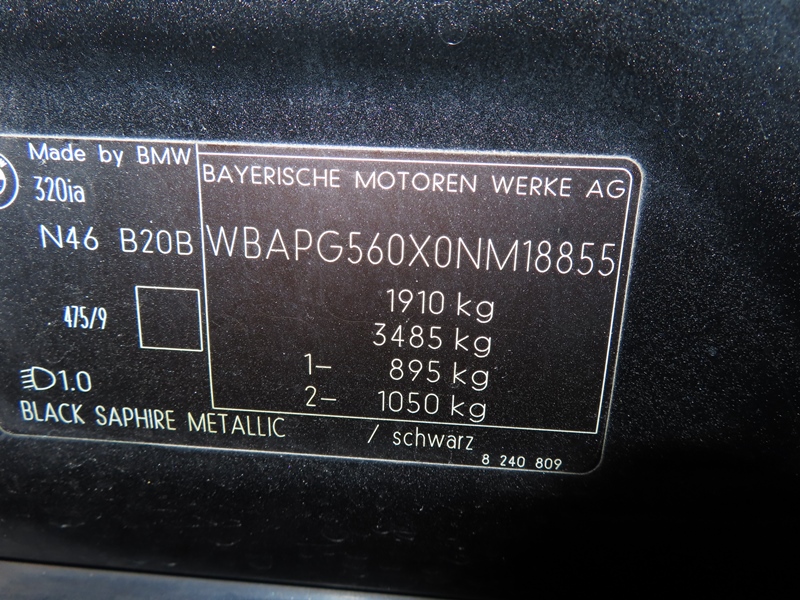 Made by BMW
320ia
N46 B20B
475/9
1.0
BLACK SAPHIRE METALLIC / schwarz
8 240 809
BAYERISCHE MOTOREN WERKE AG
WBAPG560X0NM18855
1910 kg
3485 kg
1– 895 kg
2– 1050 kg